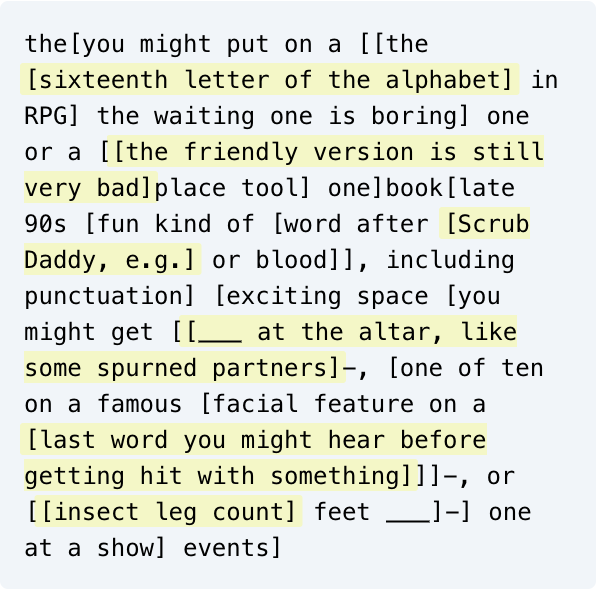 the[you might put on a [[the
[sixteenth letter of the alphabet] in
RPG] the waiting one is boring] one
or a [[the friendly version is still
very bad]place tool] one]book[late
90s [fun kind of [word after [Scrub
Daddy, e.g.] or blood]], including
punctuation] [exciting space [you
might get [[___ at the altar, like
some spurned partners]—, [one of ten
on a famous [facial feature on a
[last word you might hear before
getting hit with something]]]—, or
[[insect leg count] feet ___]—] one
at a show] events]